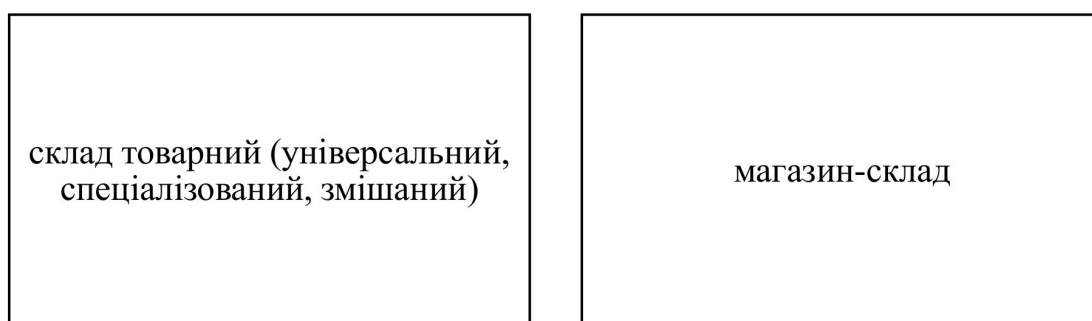 склад товарний (універсальний,
спеціалізований, змішаний)
магазин-склад